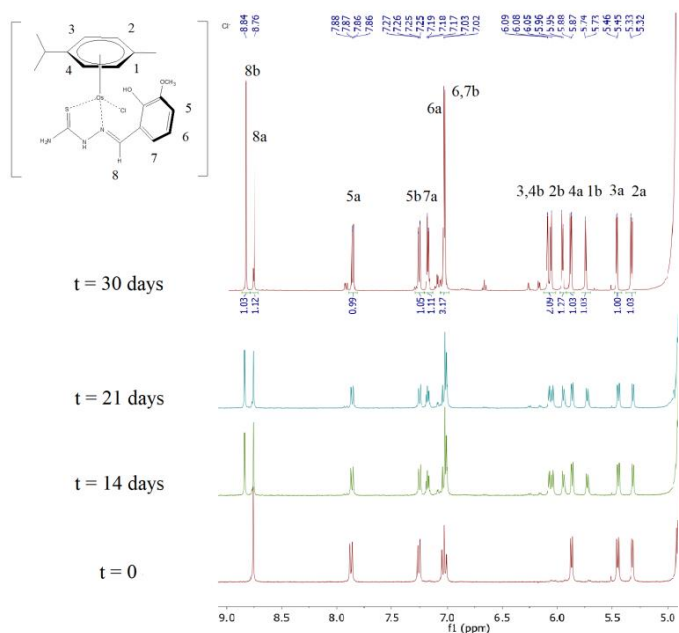 8.84
8.76
7.88
7.87
7.86
7.86
7.27
7.26
7.25
7.25
7.19
7.18
7.17
7.03
7.02
6.09
6.08
6.05
5.96
5.95
5.88
5.87
5.74
5.73
5.46
5.45
5.33
5.32
Cl⁻
3
2
4
1
Os
Cl
HO
OCH₃
S
N
H₂N
NH
H
5
6
7
8
8b
8a
5a
5b
7a
6a
6,7b
3,4b
2b
4a
1b
3a
2a
t = 30 days
1.03
1.12
0.99
1.05
1.11
3.17
2.09
1.27
1.03
1.03
1.00
1.03
t = 21 days
t = 14 days
t = 0
9.0
8.5
8.0
7.5
7.0
6.5
6.0
5.5
5.0
f1 (ppm)